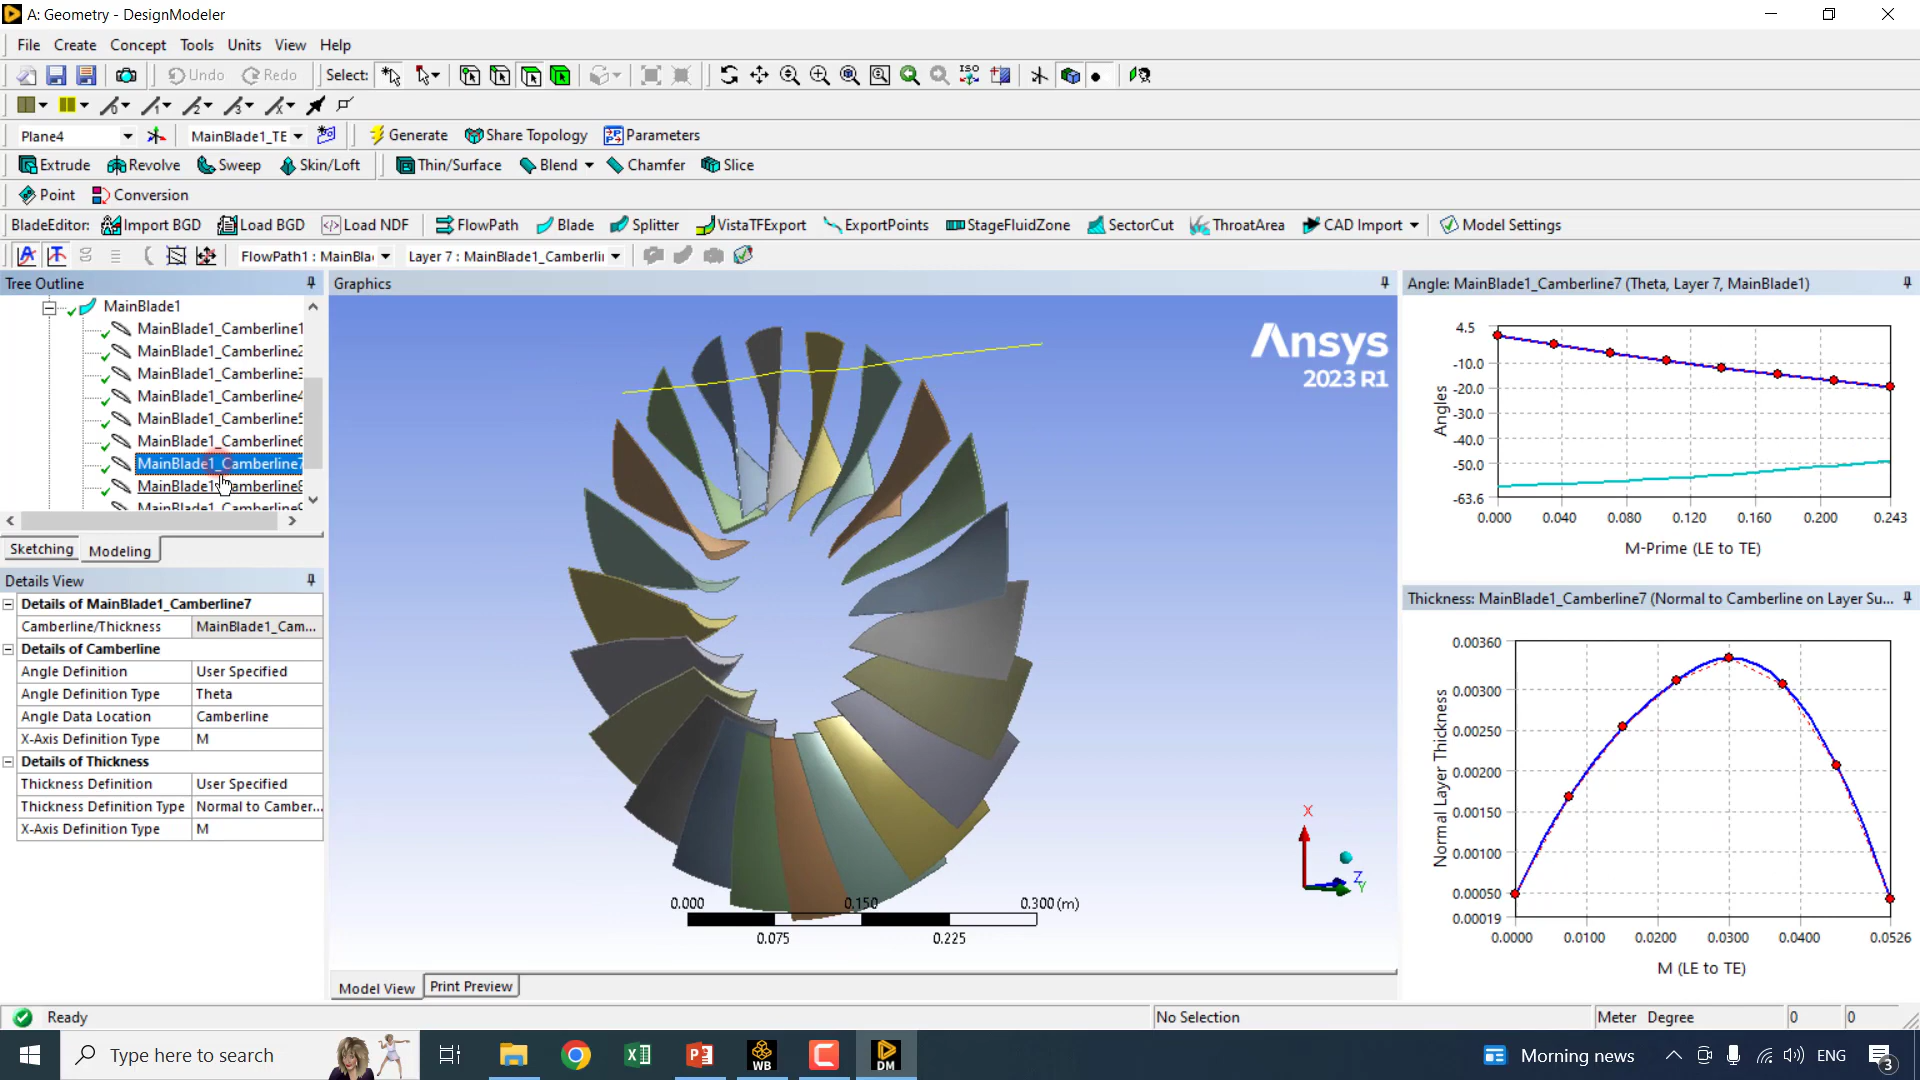 A: Geometry - DesignModeler
File Create Concept Tools Units View Help
Undo Redo Select: ISO
Plane4 MainBlade1_TE Generate Share Topology Parameters
Extrude Revolve Sweep Skin/Loft Thin/Surface Blend Chamfer Slice
Point Conversion
BladeEditor: Import BGD Load BGD Load NDF FlowPath Blade Splitter VistaTFExport ExportPoints StageFluidZone SectorCut ThroatArea CAD Import Model Settings
FlowPath1 : MainBla Layer 7 : MainBlade1_Camberli
Tree Outline
MainBlade1
MainBlade1_Camberline1
MainBlade1_Camberline2
MainBlade1_Camberline3
MainBlade1_Camberline4
MainBlade1_Camberline5
MainBlade1_Camberline6
MainBlade1_Camberline7
MainBlade1_Camberline8
MainBlade1_Camberline9
Sketching Modeling
Details View
Details of MainBlade1_Camberline7
Camberline/Thickness MainBlade1_Cam...
Details of Camberline
Angle Definition User Specified
Angle Definition Type Theta
Angle Data Location Camberline
X-Axis Definition Type M
Details of Thickness
Thickness Definition User Specified
Thickness Definition Type Normal to Camber...
X-Axis Definition Type M
Graphics
Ansys
2023 R1
X
Z
Y
0.000 0.150 0.300 (m)
0.075 0.225
Model View Print Preview
Angle: MainBlade1_Camberline7 (Theta, Layer 7, MainBlade1)
4.5
-10.0
-20.0
-30.0
-40.0
-50.0
-63.6
Angles
0.000 0.040 0.080 0.120 0.160 0.200 0.243
M-Prime (LE to TE)
Thickness: MainBlade1_Camberline7 (Normal to Camberline on Layer Su...
0.00360
0.00300
0.00250
0.00200
0.00150
0.00100
0.00050
0.00019
Normal Layer Thickness
0.0000 0.0100 0.0200 0.0300 0.0400 0.0526
M (LE to TE)
Ready No Selection Meter Degree 0 0
Type here to search WB DM Morning news ENG 3